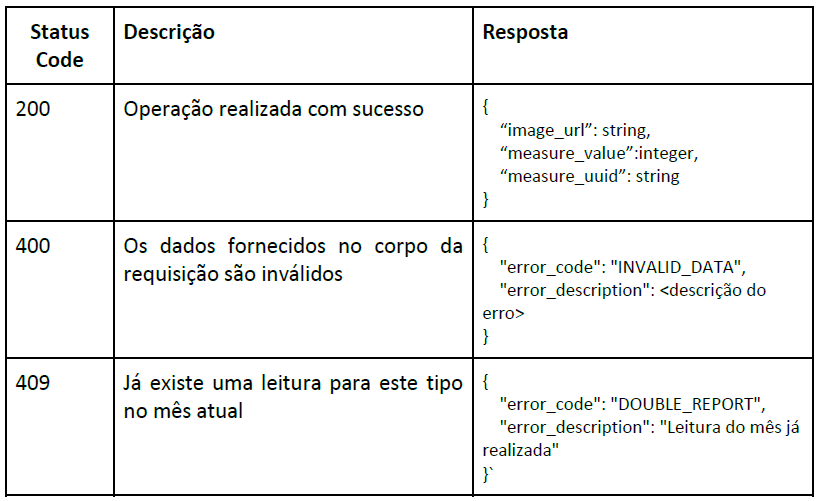 Status Code
Descrição
Resposta
200
Operação realizada com sucesso
{
“image_url”: string,
“measure_value”:integer,
“measure_uuid”: string
}
400
Os dados fornecidos no corpo da
requisição são inválidos
{
"error_code": "INVALID_DATA",
"error_description": <descrição do
erro>
}
409
Já existe uma leitura para este tipo
no mês atual
{
"error_code": "DOUBLE_REPORT",
"error_description": "Leitura do mês já
realizada"
}`